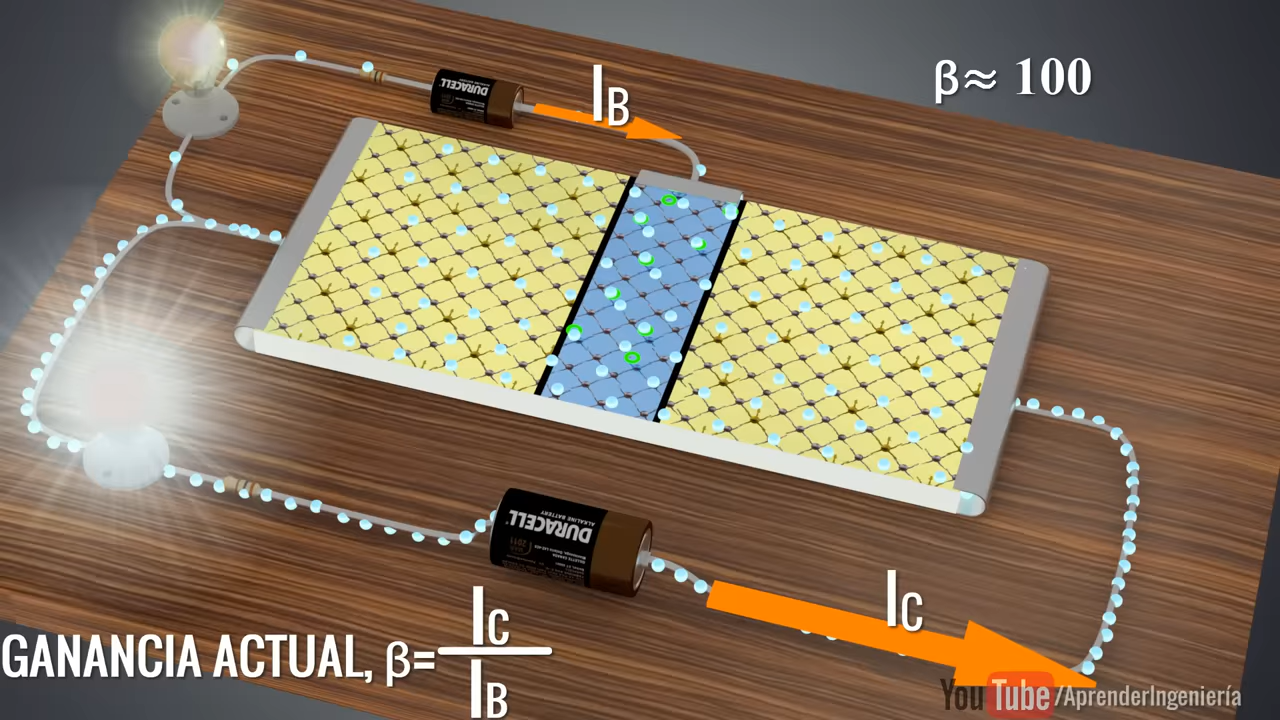 β≈ 100
IB
DURACELL
DURACELL
ALKALINE BATTERY
IC
GANANCIA ACTUAL, β=
IC
IB
YouTube/AprenderIngeniería